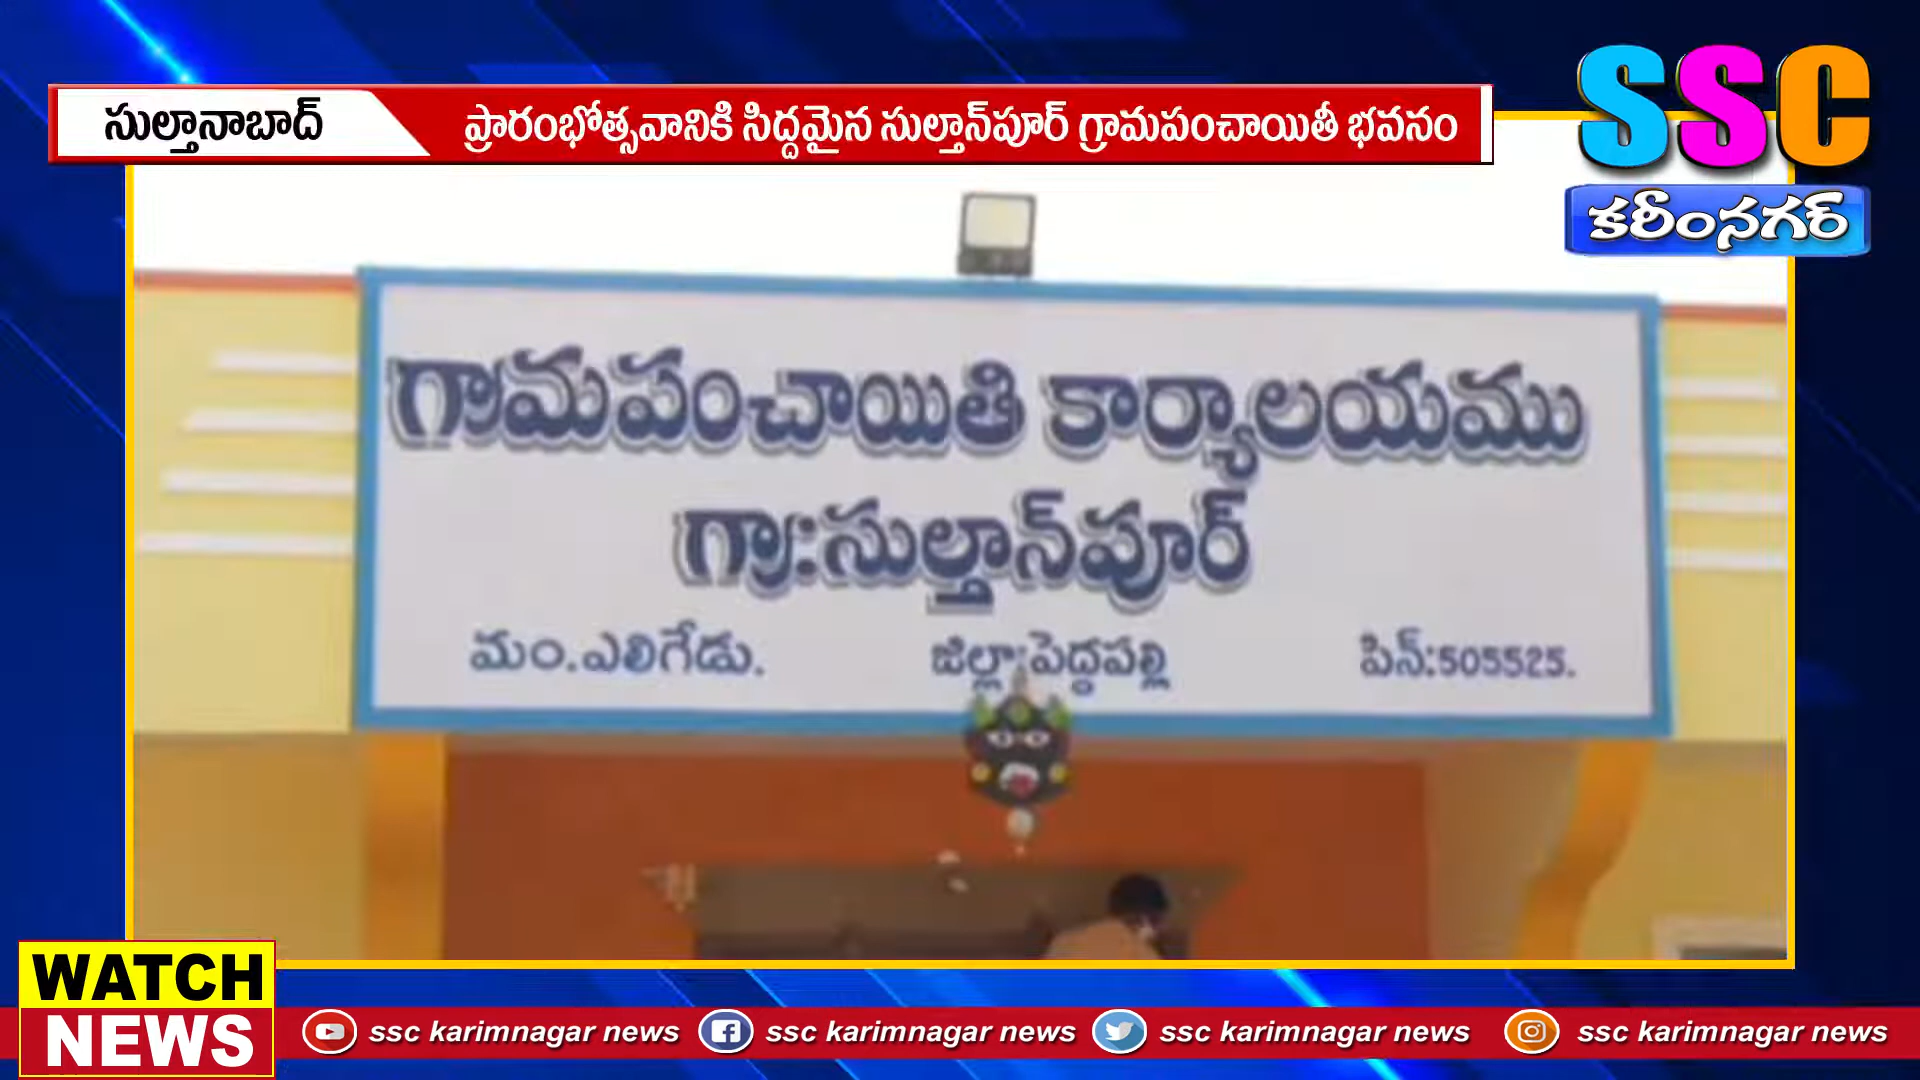 సుల్తానాబాద్
ప్రారంభోత్సవానికి సిద్దమైన సుల్తాన్‌పూర్ గ్రామపంచాయితీ భవనం
SSC
కరీంనగర్
గ్రామపంచాయితి కార్యాలయము
గ్రా:సుల్తాన్‌పూర్
మం.ఎలిగేడు. జిల్లా:పెద్దపల్లి పిన్:505525.
WATCH
NEWS
ssc karimnagar news ssc karimnagar news ssc karimnagar news ssc karimnagar news